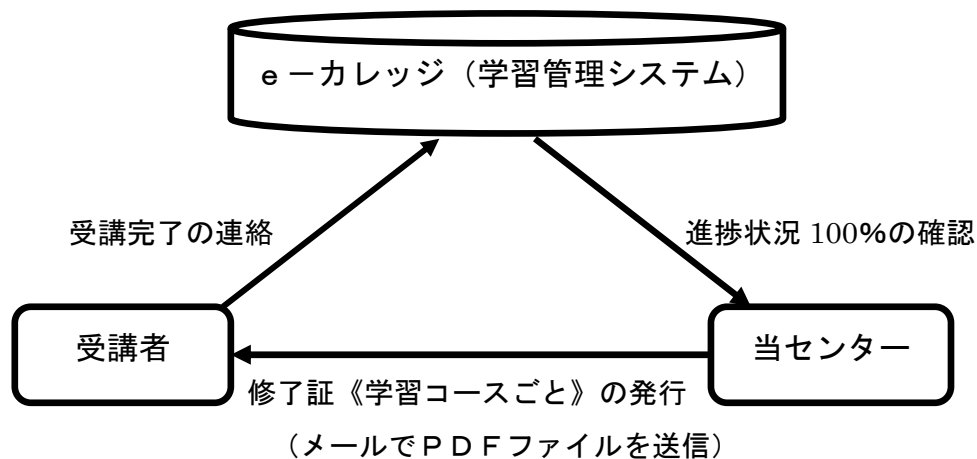 ｅ－カレッジ（学習管理システム）
受講完了の連絡
進捗状況 100%の確認
受講者
当センター
修了証《学習コースごと》の発行
（メールでＰＤＦファイルを送信）